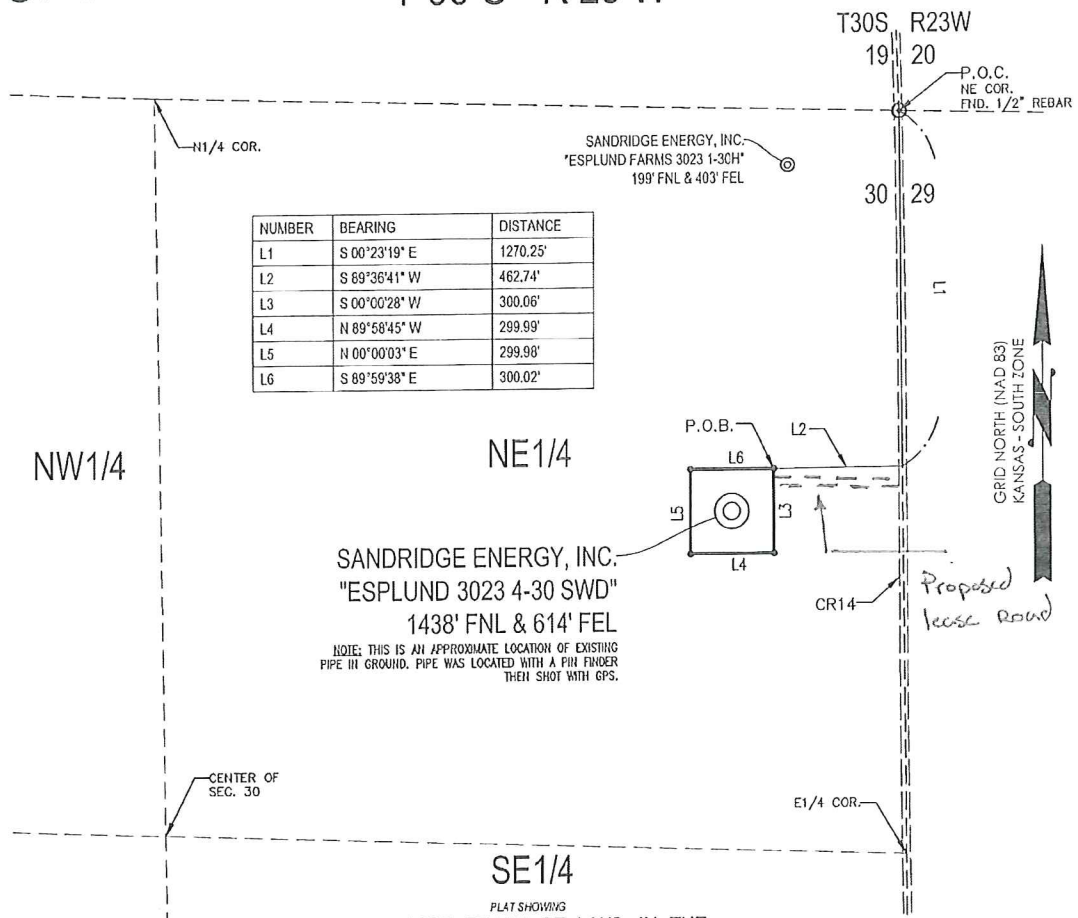 T30S R23W
19 20
P.O.C.
NE COR.
FND. 1/2" REBAR
N1/4 COR.
SANDRIDGE ENERGY, INC.
"ESPLUND FARMS 3023 1-30H"
199' FNL & 403' FEL
30 29
NUMBER BEARING DISTANCE
L1 S 00°23'19" E 1270.25'
L2 S 89°36'41" W 462.74'
L3 S 00°00'28" W 300.06'
L4 N 89°58'45" W 299.99'
L5 N 00°00'03" E 299.98'
L6 S 89°59'38" E 300.02'
L1
GRID NORTH (NAD 83)
KANSAS - SOUTH ZONE
N
P.O.B.
L2
L6
NW1/4
NE1/4
L5
L3
L4
SANDRIDGE ENERGY, INC.
"ESPLUND 3023 4-30 SWD"
1438' FNL & 614' FEL
NOTE: THIS IS AN APPROXIMATE LOCATION OF EXISTING
PIPE IN GROUND. PIPE WAS LOCATED WITH A PIN FINDER
THEN SHOT WITH GPS.
CR14
Proposed
lease Road
CENTER OF
SEC. 30
E1/4 COR.
SE1/4
PLAT SHOWING